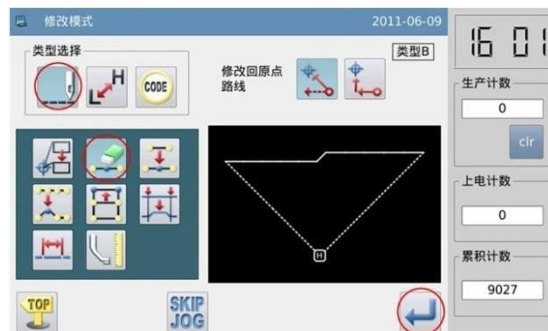 修改模式
2011-06-09
类型选择
类型B
L H
CODE
修改回原点
路线
H
TOP
SKIP
JOG
16 01
生产计数
0
clr
上电计数
0
累积计数
9027